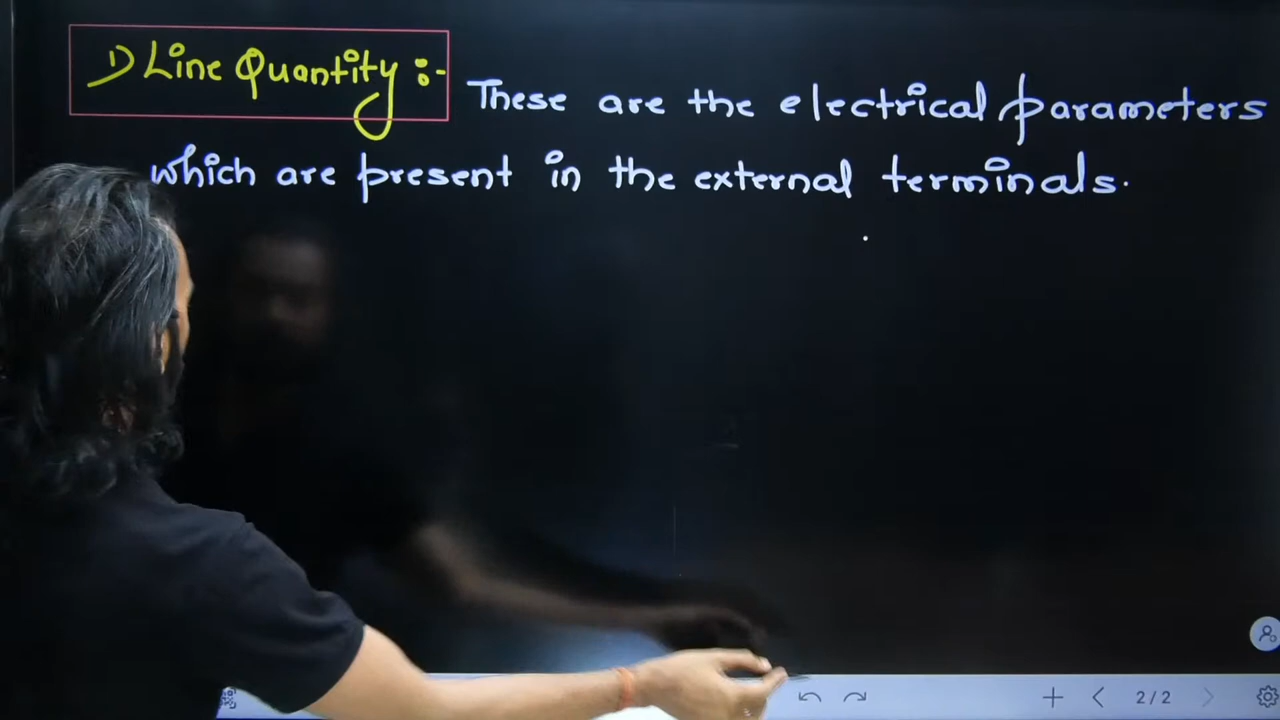 1) Line Quantity :- These are the electrical parameters
which are present in the external terminals.
2/2